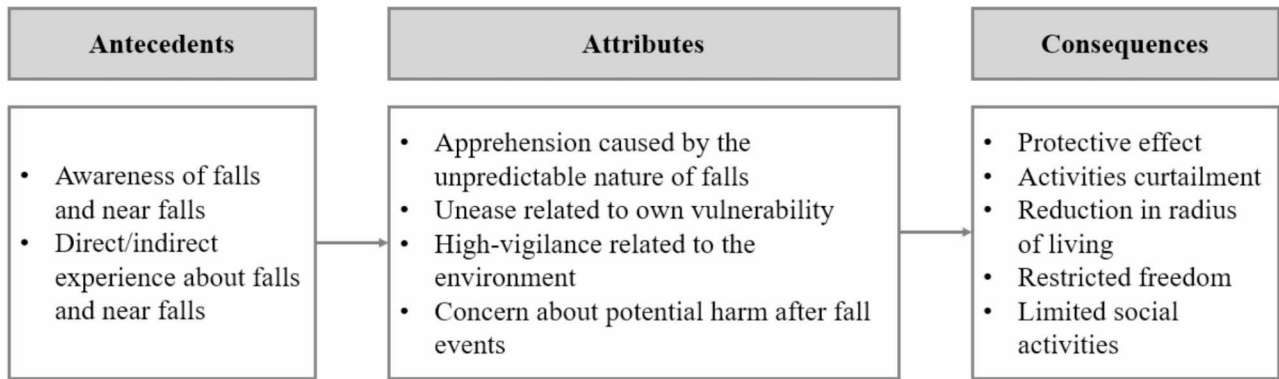 Antecedents
Attributes
Consequences
• Awareness of falls
and near falls
• Direct/indirect
experience about falls
and near falls
• Apprehension caused by the
unpredictable nature of falls
• Unease related to own vulnerability
• High-vigilance related to the
environment
• Concern about potential harm after fall
events
• Protective effect
• Activities curtailment
• Reduction in radius
of living
• Restricted freedom
• Limited social
activities